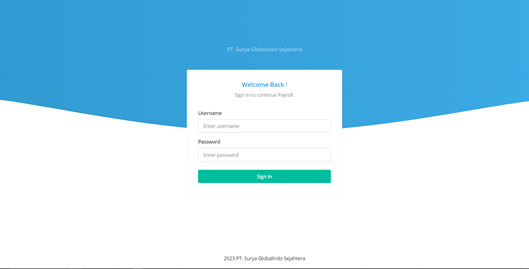 PT. Surya Globalindo Sejahtera
Welcome Back !
Sign in to continue Payroll.
Username
Enter username
Password
Enter password
Sign In
2023 PT. Surya Globalindo Sejahtera